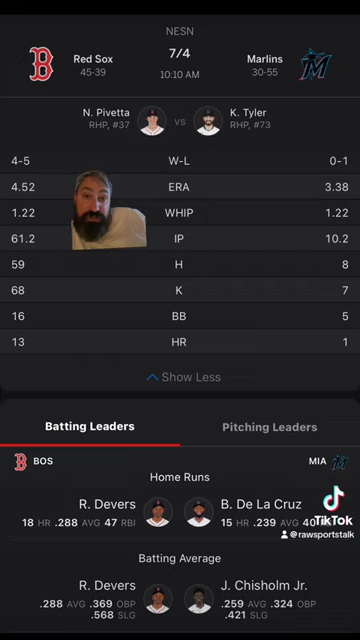 NESN
Red Sox
45-39
7/4
10:10 AM
Marlins
30-55
N. Pivetta
RHP, #37
vs
K. Tyler
RHP, #73
4-5 W-L 0-1
4.52 ERA 3.38
1.22 WHIP 1.22
61.2 IP 10.2
59 H 8
68 K 7
16 BB 5
13 HR 1
Show Less
Batting Leaders
Pitching Leaders
BOS
MIA
Home Runs
R. Devers
18 HR .288 AVG 47 RBI
B. De La Cruz
15 HR .239 AVG 40
TikTok
@rawsportstalk
Batting Average
R. Devers
.288 AVG .369 OBP
.568 SLG
J. Chisholm Jr.
.259 AVG .324 OBP
.421 SLG